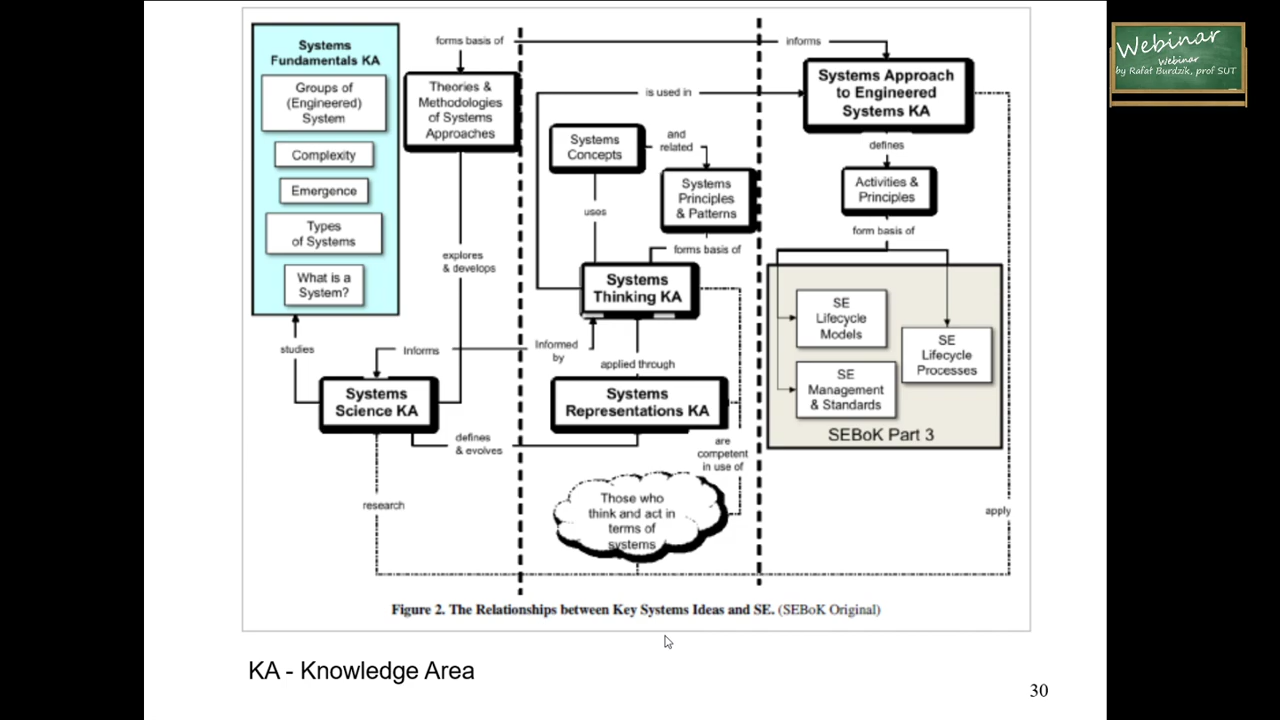 Systems
Fundamentals KA
Groups of
(Engineered)
System
Complexity
Emergence
Types
of Systems
What is a
System?
studies
forms basis of
Theories &
Methodologies
of Systems
Approaches
explores
& develops
Informs
Systems
Science KA
defines
& evolves
research
informs
is used in
Systems
Concepts
and
related
Systems
Principles
& Patterns
uses
forms basis of
Systems
Thinking KA
Informed
by
applied through
Systems
Representations KA
are
competent
in use of
Those who
think and act in
terms of
systems
Systems Approach
to Engineered
Systems KA
defines
Activities &
Principles
form basis of
SE
Lifecycle
Models
SE
Lifecycle
Processes
SE
Management
& Standards
SEBoK Part 3
apply
Figure 2. The Relationships between Key Systems Ideas and SE. (SEBoK Original)
KA - Knowledge Area
30
Webinar
Webinar
by Rafał Burdzik, prof SUT